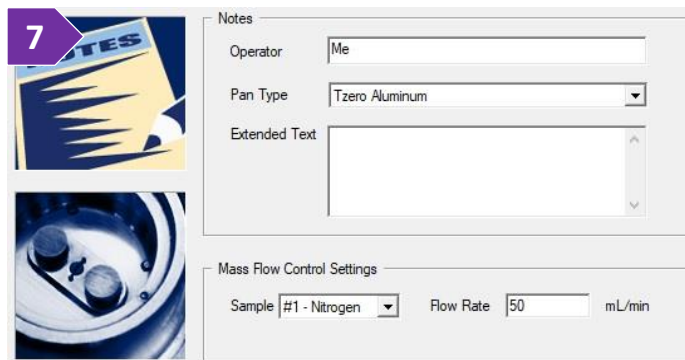 7
NOTES
Notes
Operator Me
Pan Type Tzero Aluminum
Extended Text
Mass Flow Control Settings
Sample #1 - Nitrogen Flow Rate 50 mL/min